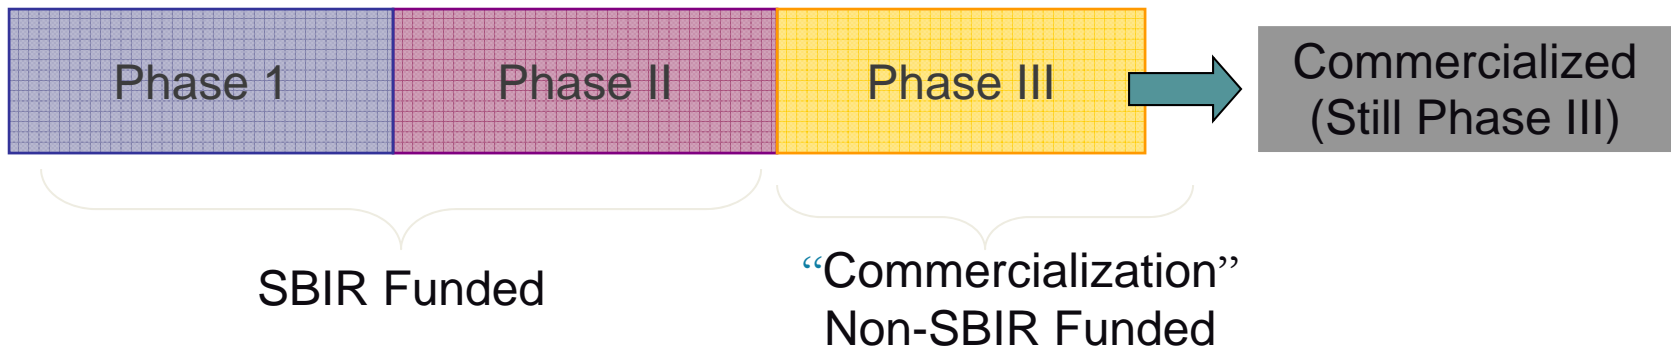 Phase 1
Phase II
Phase III
Commercialized
(Still Phase III)
SBIR Funded
“Commercialization”
Non-SBIR Funded